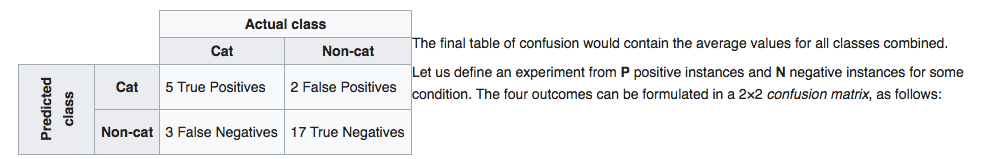 Actual class
Cat Non-cat
Predicted class
Cat 5 True Positives 2 False Positives
Non-cat 3 False Negatives 17 True Negatives
The final table of confusion would contain the average values for all classes combined.
Let us define an experiment from P positive instances and N negative instances for some
condition. The four outcomes can be formulated in a 2×2 confusion matrix, as follows: